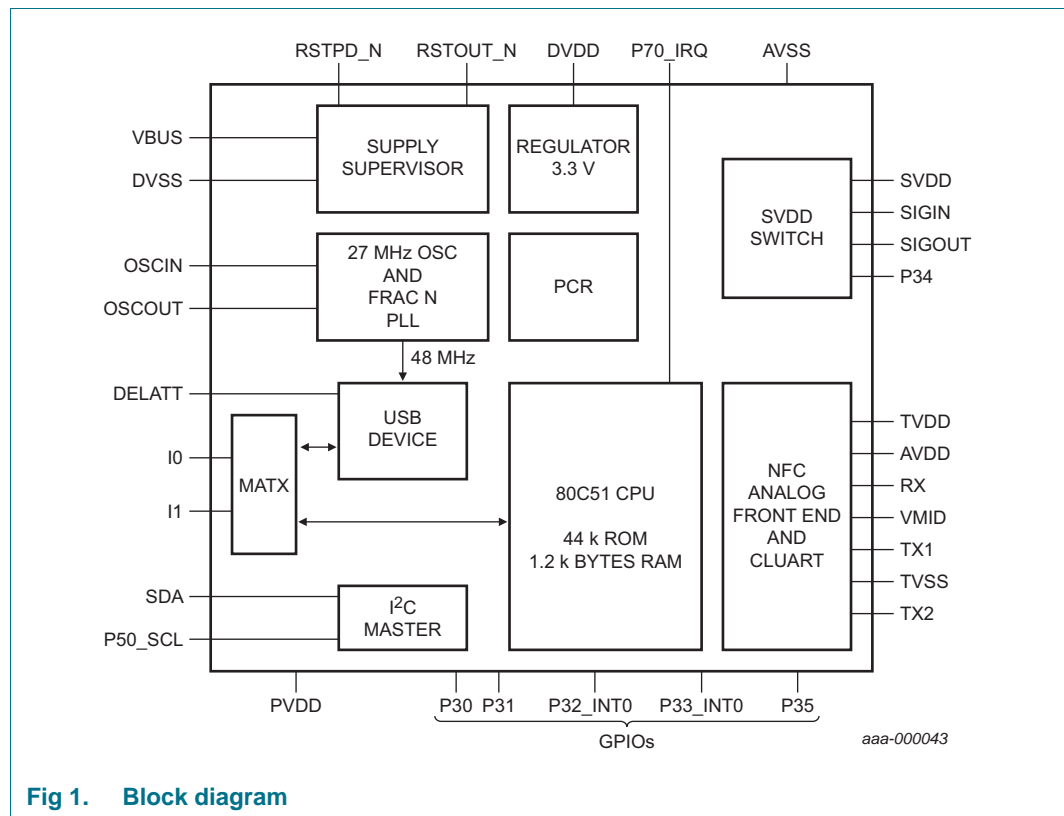 RSTPD_N RSTOUT_N DVDD P70_IRQ AVSS
VBUS
DVSS
SUPPLY
SUPERVISOR
REGULATOR
3.3 V
SVDD
SWITCH
SVDD
SIGIN
SIGOUT
P34
OSCIN
OSCOUT
27 MHz OSC
AND
FRAC N
PLL
PCR
48 MHz
DELATT
USB
DEVICE
I0
I1
MATX
80C51 CPU
44 k ROM
1.2 k BYTES RAM
NFC
ANALOG
FRONT END
AND
CLUART
TVDD
AVDD
RX
VMID
TX1
TVSS
TX2
SDA
P50_SCL
I2C
MASTER
PVDD P30 P31 P32_INT0 P33_INT0 P35
GPIOs
aaa-000043
Fig 1. Block diagram